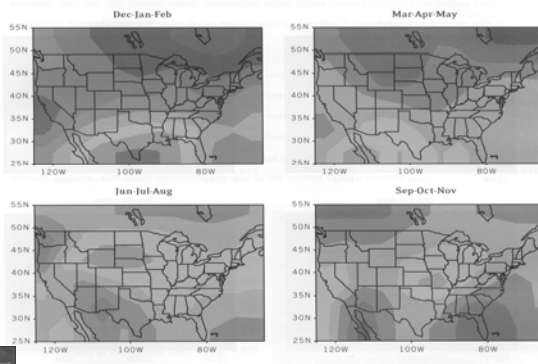 Dec-Jan-Feb
Mar-Apr-May
55N
50N
45N
40N
35N
30N
25N
120W
100W
80W
55N
50N
45N
40N
35N
30N
25N
120W
100W
80W
Jun-Jul-Aug
Sep-Oct-Nov
55N
50N
45N
40N
35N
30N
25N
120W
100W
80W
55N
50N
45N
40N
35N
30N
25N
120W
100W
80W